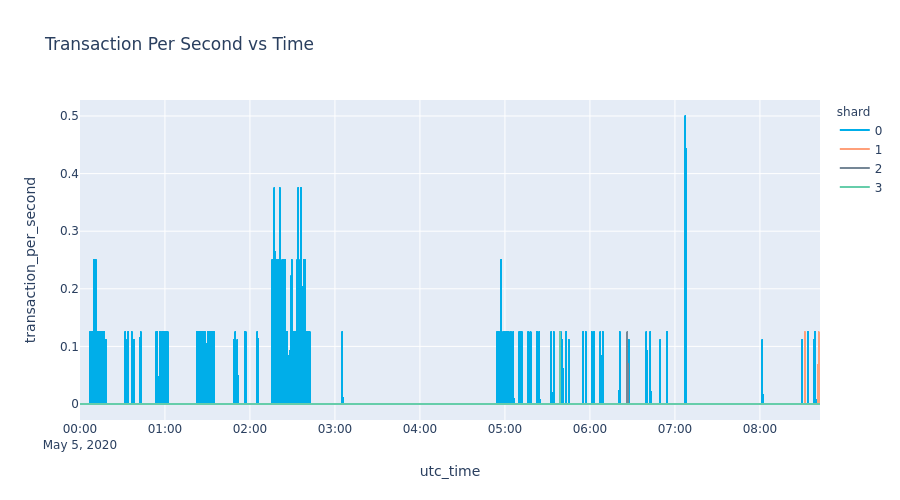 Transaction Per Second vs Time
shard
0
1
2
3
transaction_per_second
0.5
0.4
0.3
0.2
0.1
0
00:00 01:00 02:00 03:00 04:00 05:00 06:00 07:00 08:00
May 5, 2020
utc_time